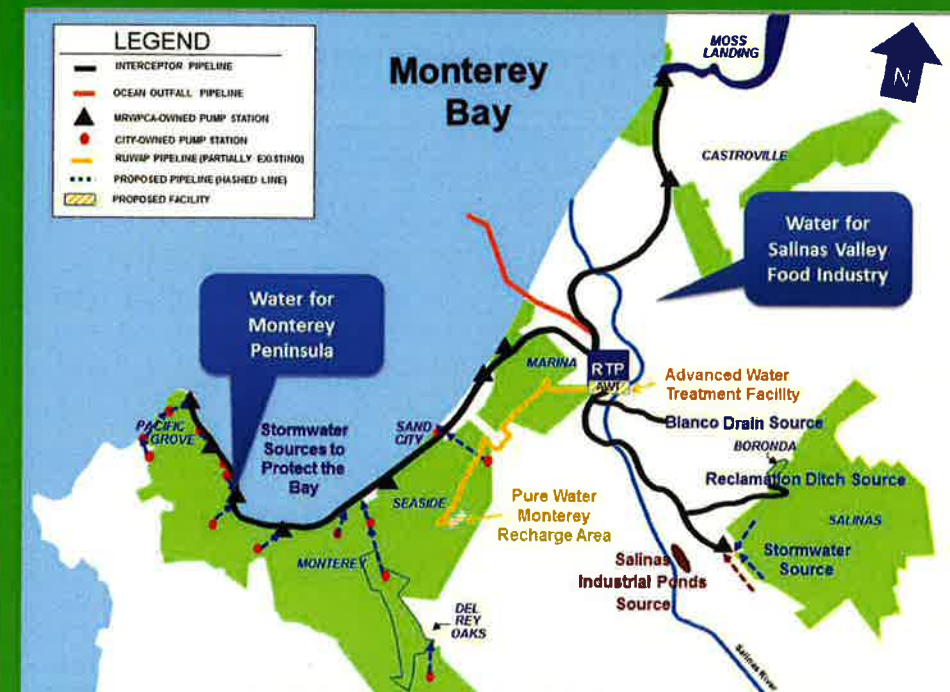 LEGEND
INTERCEPTOR PIPELINE
OCEAN OUTFALL PIPELINE
MRWPCA-OWNED PUMP STATION
CITY-OWNED PUMP STATION
RUWAP PIPELINE (PARTIALLY EXISTING)
PROPOSED PIPELINE (HASHED LINE)
PROPOSED FACILITY
Monterey
Bay
MOSS
LANDING
N
CASTROVILLE
Water for
Salinas Valley
Food Industry
Water for
Monterey
Peninsula
MARINA
RTP
AWT
Advanced Water
Treatment Facility
Blanco Drain Source
BORONDA
Reclamation Ditch Source
SALINAS
Stormwater
Source
PACIFIC
GROVE
Stormwater
Sources to
Protect the
Bay
SAND
CITY
SEASIDE
Pure Water
Monterey
Recharge Area
MONTEREY
Salinas
Industrial Ponds
Source
DEL
REY
OAKS
Salinas River